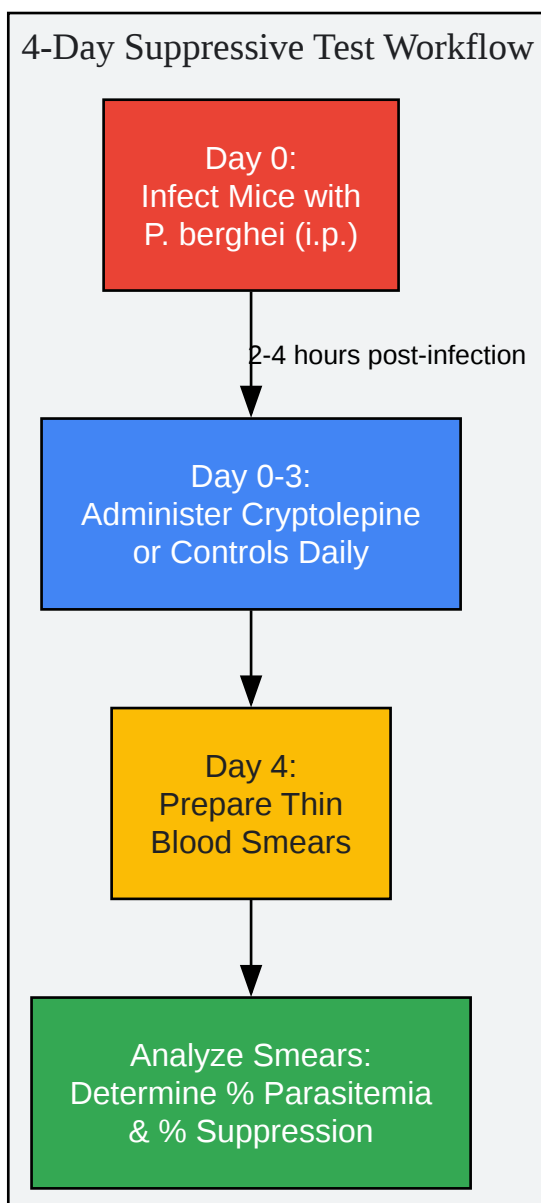 4-Day Suppressive Test Workflow
Day 0:
Infect Mice with
P. berghei (i.p.)
2-4 hours post-infection
Day 0-3:
Administer Cryptolepine
or Controls Daily
Day 4:
Prepare Thin
Blood Smears
Analyze Smears:
Determine % Parasitemia
& % Suppression